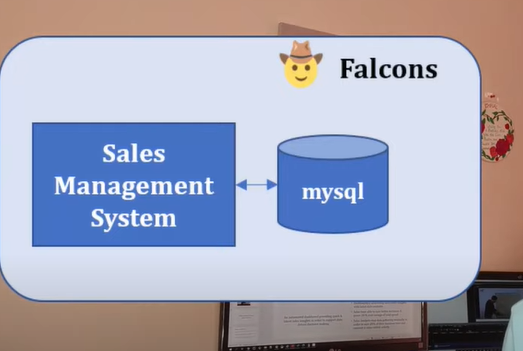 Falcons
Sales
Management
System
mysql